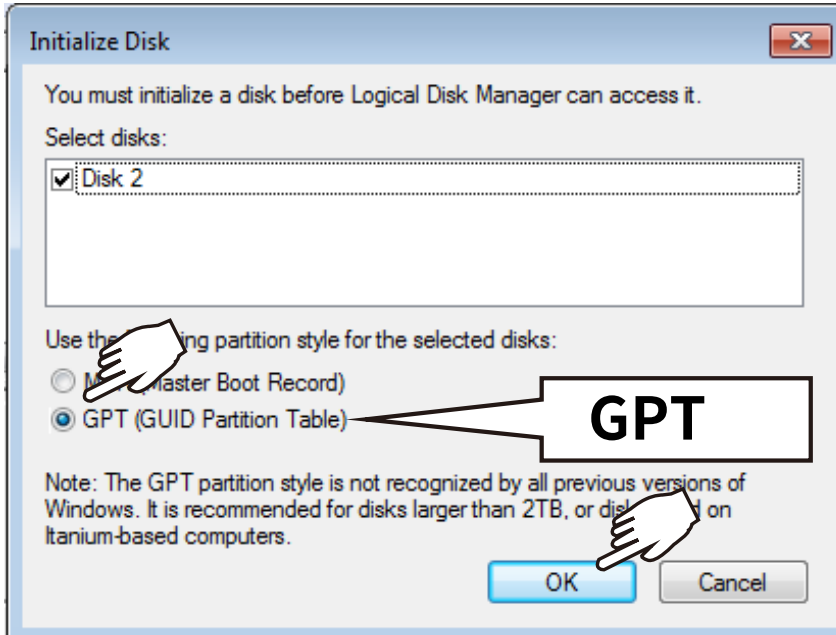 Initialize Disk
You must initialize a disk before Logical Disk Manager can access it.
Select disks:
Disk 2
Use the ing partition style for the selected disks:
M (Master Boot Record)
GPT (GUID Partition Table)
GPT
Note: The GPT partition style is not recognized by all previous versions of
Windows. It is recommended for disks larger than 2TB, or disk d on
Itanium-based computers.
OK
Cancel